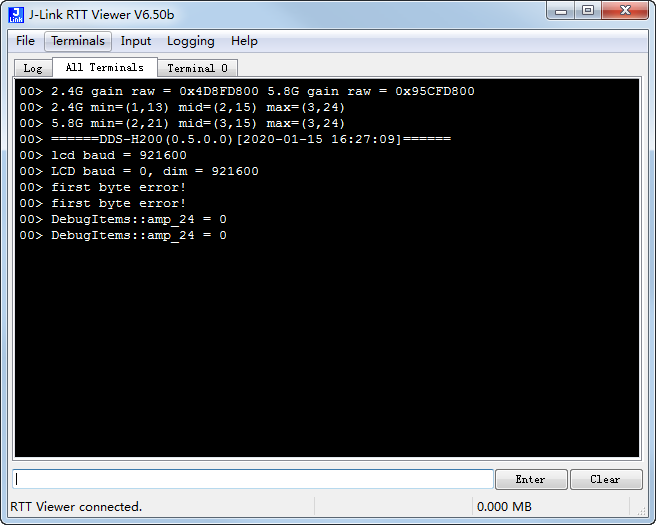 J-Link RTT Viewer V6.50b
File Terminals Input Logging Help
Log All Terminals Terminal 0
00> 2.4G gain raw = 0x4D8FD800 5.8G gain raw = 0x95CFD800
00> 2.4G min=(1,13) mid=(2,15) max=(3,24)
00> 5.8G min=(2,21) mid=(3,15) max=(3,24)
00> ======DDS-H200(0.5.0.0)[2020-01-15 16:27:09]======
00> lcd baud = 921600
00> LCD baud = 0, dim = 921600
00> first byte error!
00> first byte error!
00> DebugItems::amp_24 = 0
00> DebugItems::amp_24 = 0
Enter Clear
RTT Viewer connected. 0.000 MB